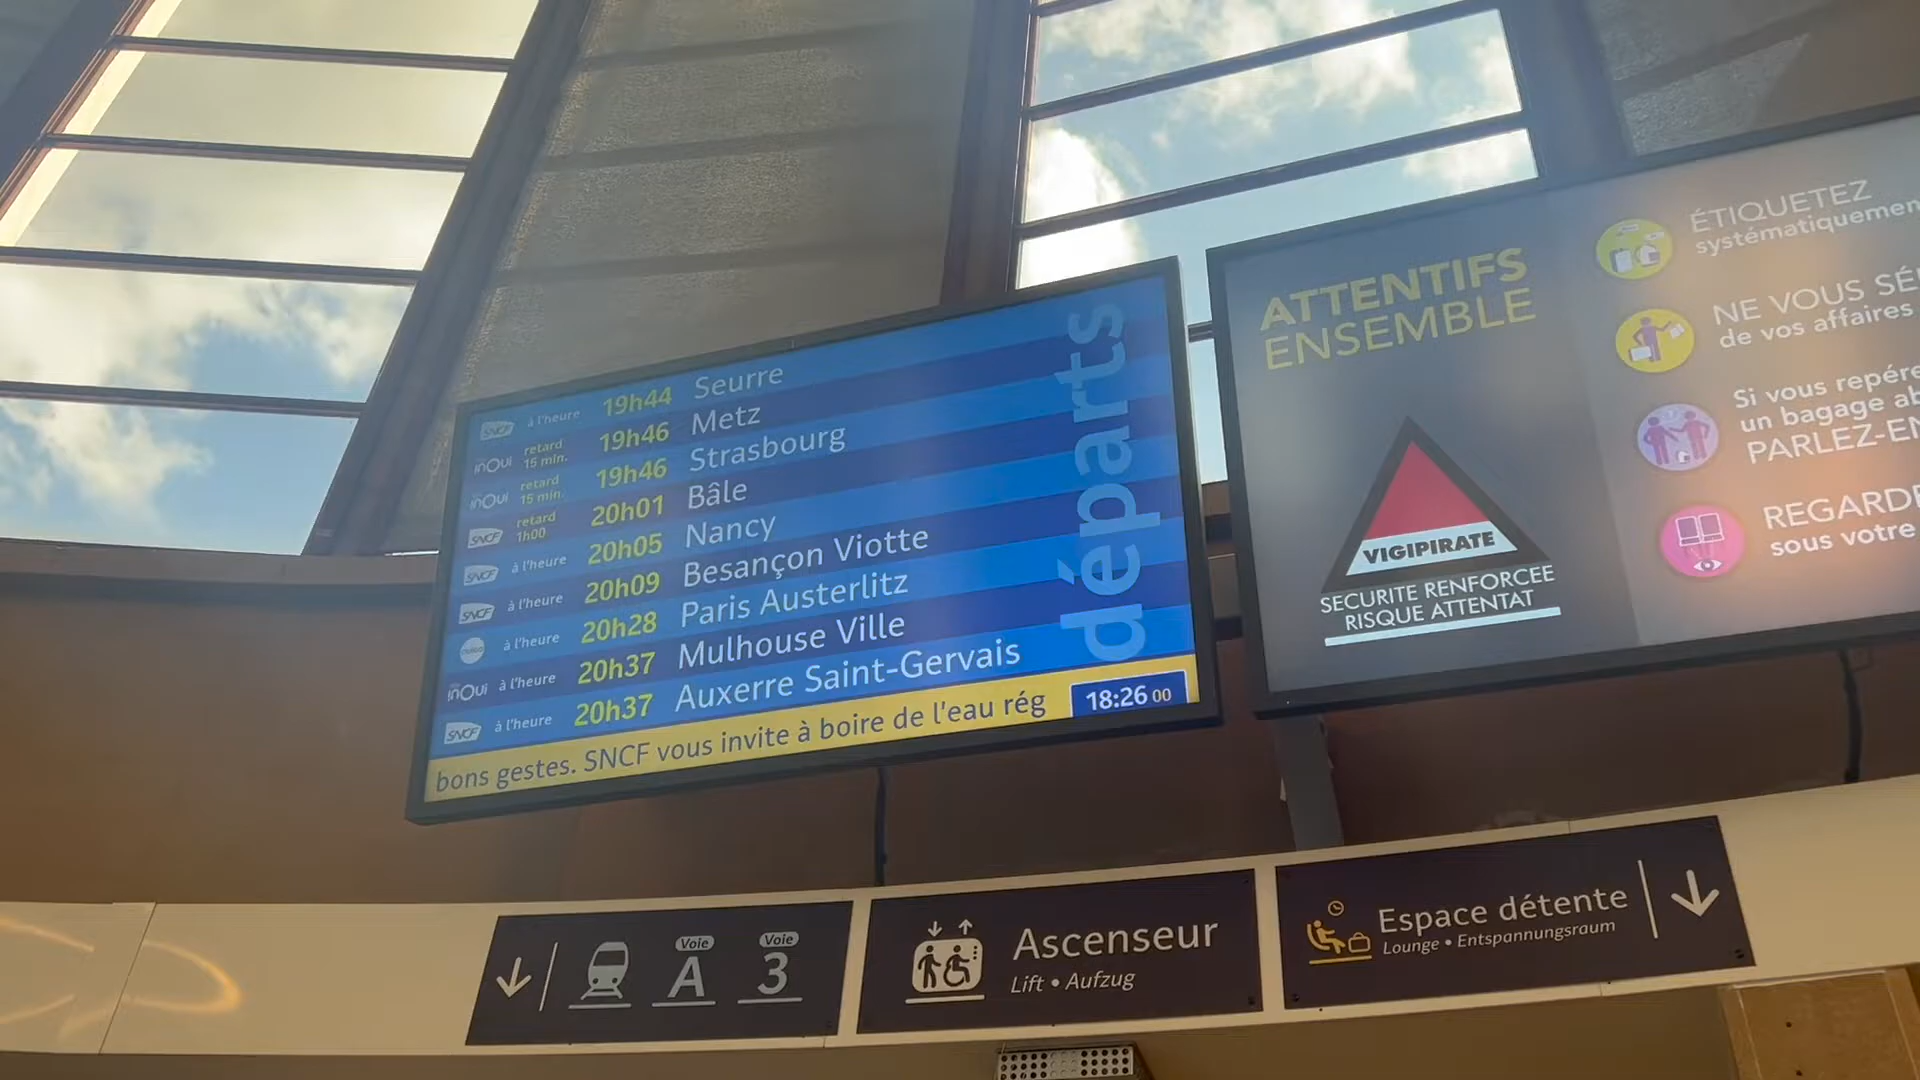 départs
SNCF à l'heure 19h44 Seurre
inOui retard 15 min. 19h46 Metz
inOui retard 15 min. 19h46 Strasbourg
SNCF retard 1h00 20h01 Bâle
SNCF à l'heure 20h05 Nancy
SNCF à l'heure 20h09 Besançon Viotte
à l'heure 20h28 Paris Austerlitz
inOui à l'heure 20h37 Mulhouse Ville
SNCF à l'heure 20h37 Auxerre Saint-Gervais
bons gestes. SNCF vous invite à boire de l'eau rég
18:26 00
ATTENTIFS
ENSEMBLE
VIGIPIRATE
SECURITE RENFORCEE
RISQUE ATTENTAT
ÉTIQUETEZ
systématiquemen
NE VOUS SÉ
de vos affaires
Si vous repére
un bagage ab
PARLEZ-EN
REGARDE
sous votre
Voie A
Voie 3
Ascenseur
Lift • Aufzug
Espace détente
Lounge • Entspannungsraum